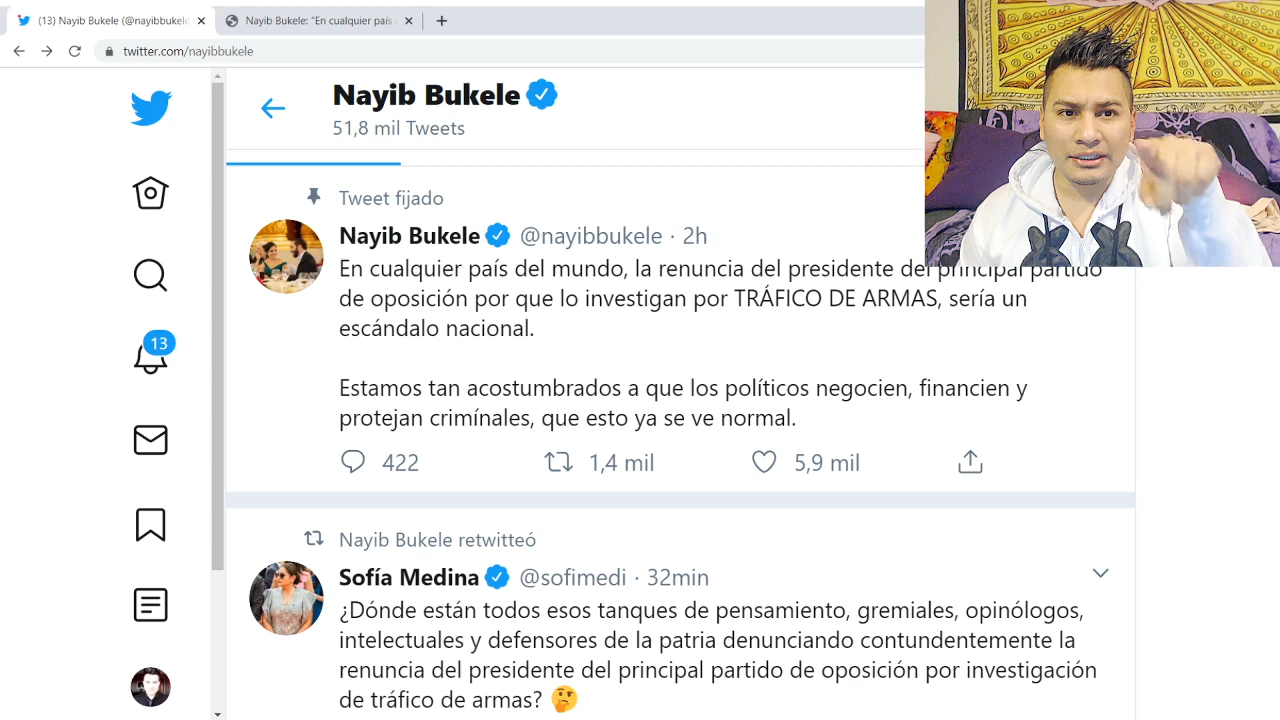 (13) Nayib Bukele (@nayibbukele
Nayib Bukele: "En cualquier país
twitter.com/nayibbukele
Nayib Bukele
51,8 mil Tweets
Tweet fijado
Nayib Bukele @nayibbukele · 2h
En cualquier país del mundo, la renuncia del presidente del principal partido
de oposición por que lo investigan por TRÁFICO DE ARMAS, sería un
escándalo nacional.
Estamos tan acostumbrados a que los políticos negocien, financien y
protejan crimínales, que esto ya se ve normal.
422 1,4 mil 5,9 mil
13
Nayib Bukele retwitteó
Sofía Medina @sofimedi · 32min
¿Dónde están todos esos tanques de pensamiento, gremiales, opinólogos,
intelectuales y defensores de la patria denunciando contundentemente la
renuncia del presidente del principal partido de oposición por investigación
de tráfico de armas? 🤔